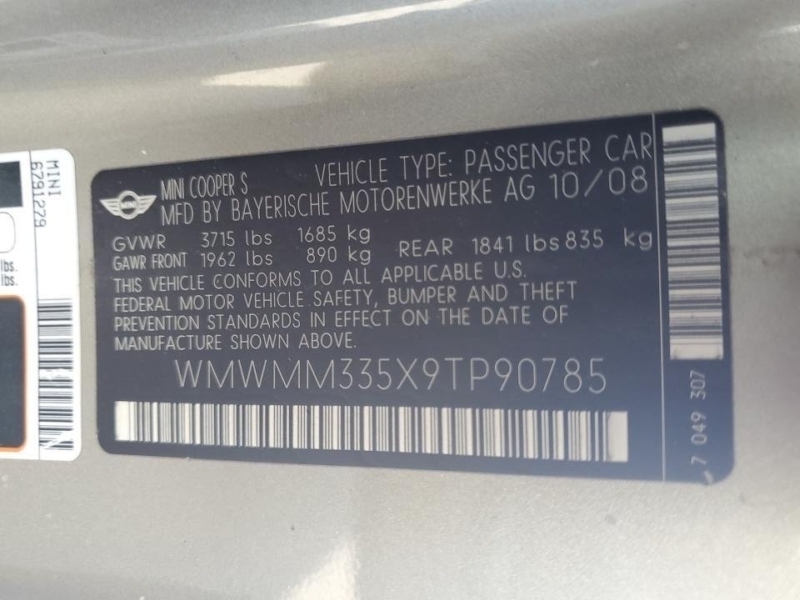 MINI
6791279
lbs.
lbs.
MINI
MINI COOPER S VEHICLE TYPE: PASSENGER CAR
MFD BY BAYERISCHE MOTORENWERKE AG 10/08
GVWR 3715 lbs 1685 kg
GAWR FRONT 1962 lbs 890 kg REAR 1841 lbs 835 kg
THIS VEHICLE CONFORMS TO ALL APPLICABLE U.S.
FEDERAL MOTOR VEHICLE SAFETY, BUMPER AND THEFT
PREVENTION STANDARDS IN EFFECT ON THE DATE OF
MANUFACTURE SHOWN ABOVE.
WMWMM335X9TP90785
7 049 307